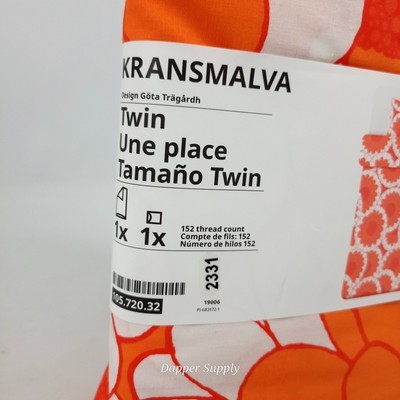 KRANSMALVA
Design Göta Trägårdh
Twin
Une place
Tamaño Twin
1x 1x
152 thread count
Compte de fils: 152
Número de hilos 152
2331
19006
105.720.32
Dapper Supply